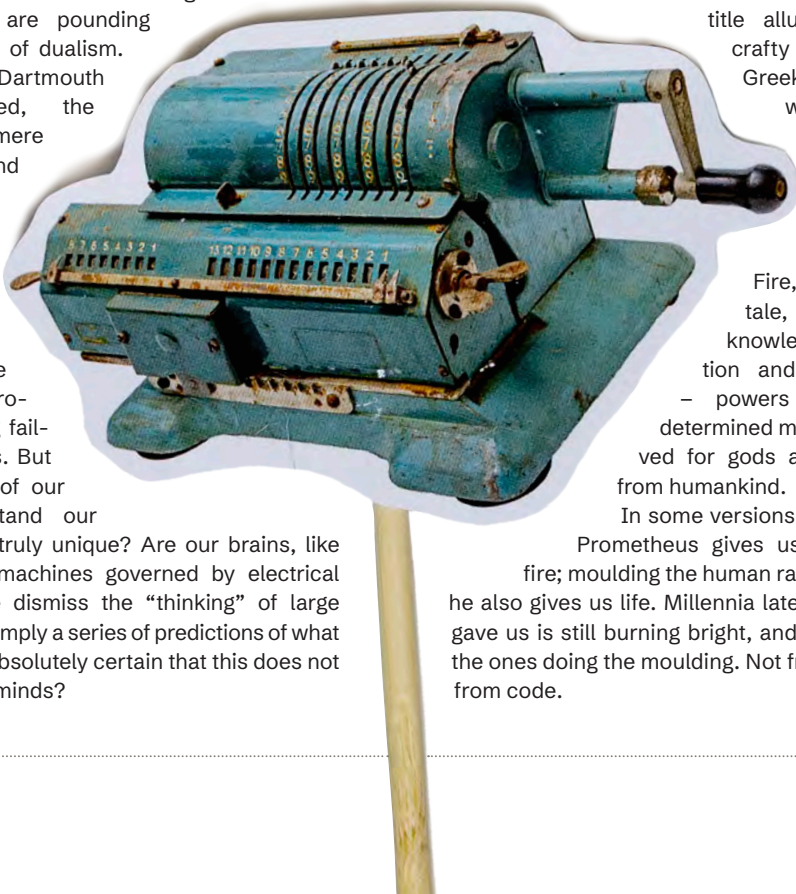 are pounding
of dualism.
Dartmouth
ed, the
mere
nd
e
ro-
fail-
s. But
of our
tand our
truly unique? Are our brains, like
machines governed by electrical
e dismiss the “thinking” of large
mply a series of predictions of what
bsolutely certain that this does not
minds?
8 7 6 5 4 3 2 1
13 12 11 10 9 8 7 6 5 4 3 2 1
title allu
crafty
Greek
w
Fire,
tale,
knowle
tion and
– powers
determined m
ved for gods a
from humankind.
In some versions
Prometheus gives us
fire; moulding the human ra
he also gives us life. Millennia late
gave us is still burning bright, and
the ones doing the moulding. Not fr
from code.